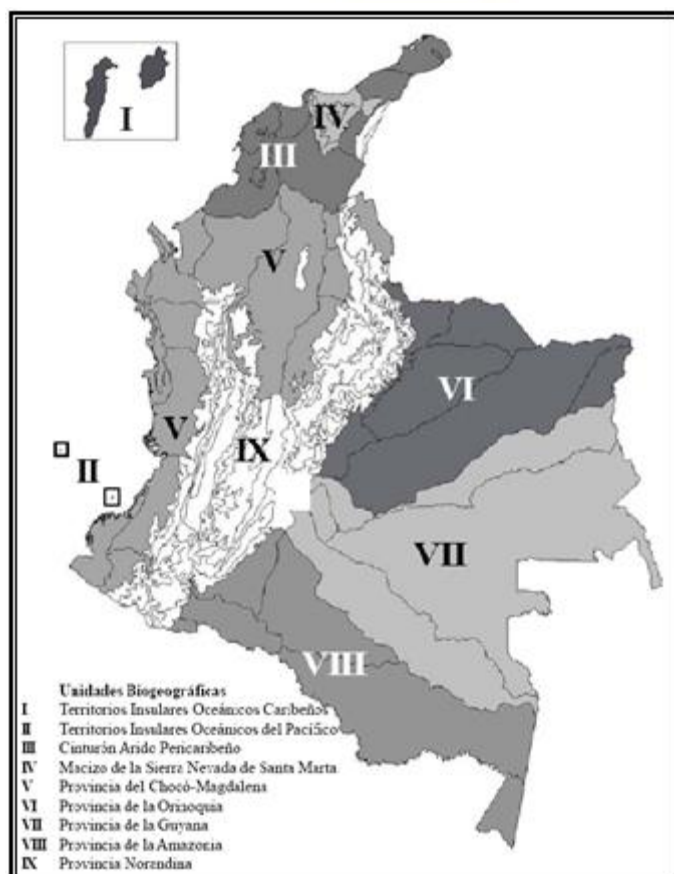 I
IV
III
V
VI
V
IX
II
VII
VIII
Unidades Biogeográficas
I Territorios Insulares Oceánicos Caribeños
II Territorios Insulares Oceánicos del Pacífico
III Cinturón Arido Pericaribeño
IV Macizo de la Sierra Nevada de Santa Marta
V Provincia del Chocó-Magdalena
VI Provincia de la Orinoquia
VII Provincia de la Guyana
VIII Provincia de la Amazonia
IX Provincia Norandina